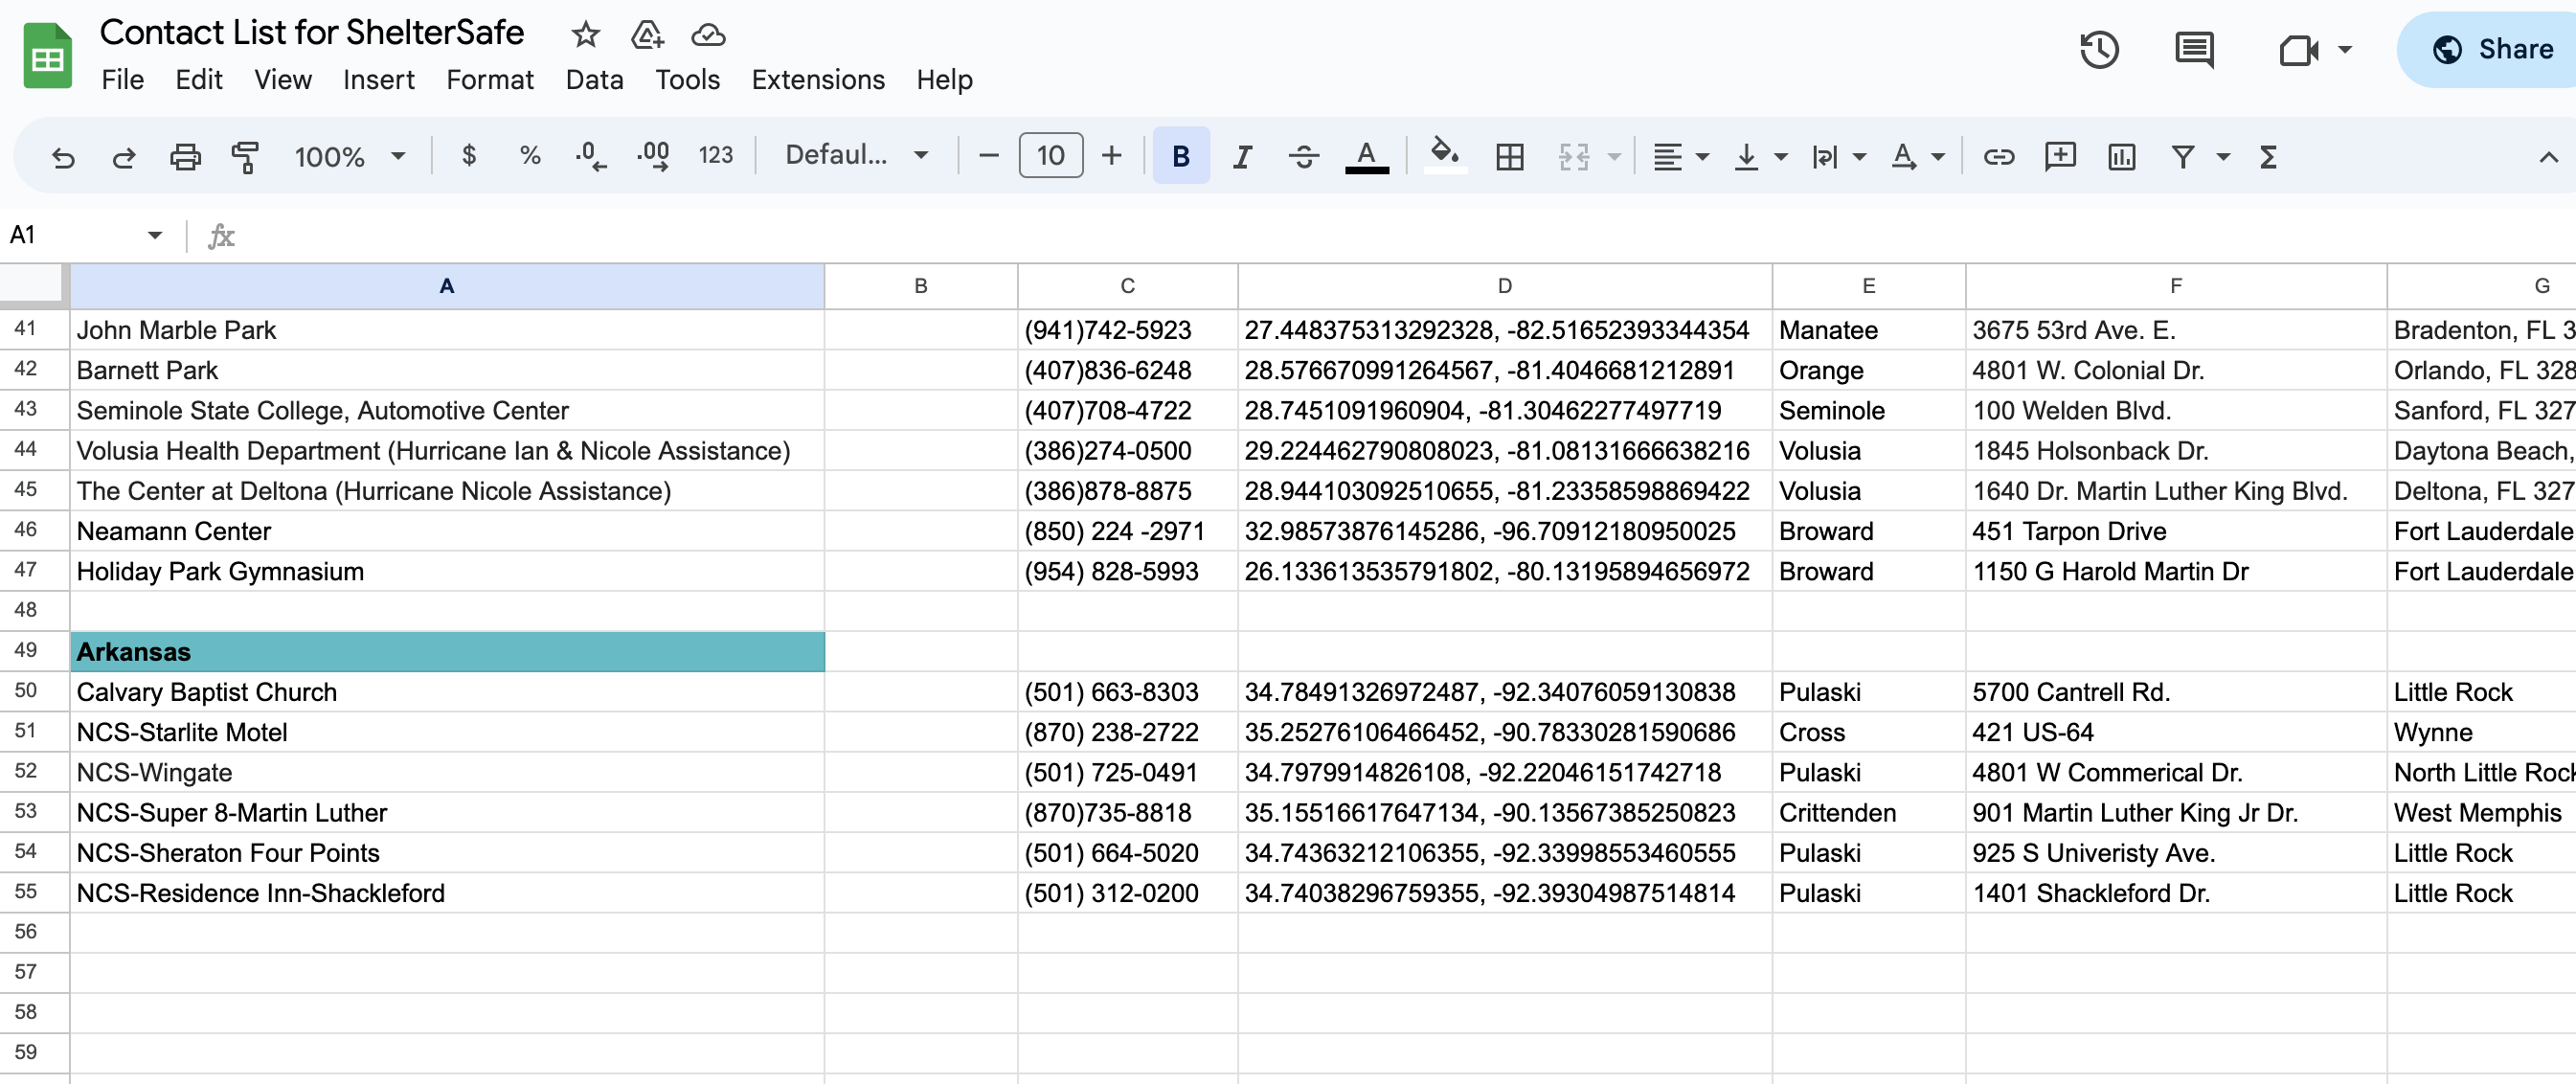 Contact List for ShelterSafe
File Edit View Insert Format Data Tools Extensions Help
Share
100% $ % .0 .00 123 Defaul... 10 B I S A A Σ
A1 fx
A B C D E F G
41 John Marble Park (941)742-5923 27.448375313292328, -82.51652393344354 Manatee 3675 53rd Ave. E. Bradenton, FL 3
42 Barnett Park (407)836-6248 28.576670991264567, -81.4046681212891 Orange 4801 W. Colonial Dr. Orlando, FL 328
43 Seminole State College, Automotive Center (407)708-4722 28.7451091960904, -81.30462277497719 Seminole 100 Welden Blvd. Sanford, FL 327
44 Volusia Health Department (Hurricane Ian & Nicole Assistance) (386)274-0500 29.224462790808023, -81.08131666638216 Volusia 1845 Holsonback Dr. Daytona Beach,
45 The Center at Deltona (Hurricane Nicole Assistance) (386)878-8875 28.944103092510655, -81.23358598869422 Volusia 1640 Dr. Martin Luther King Blvd. Deltona, FL 327
46 Neamann Center (850) 224 -2971 32.98573876145286, -96.70912180950025 Broward 451 Tarpon Drive Fort Lauderdale
47 Holiday Park Gymnasium (954) 828-5993 26.133613535791802, -80.13195894656972 Broward 1150 G Harold Martin Dr Fort Lauderdale
48
49 Arkansas
50 Calvary Baptist Church (501) 663-8303 34.78491326972487, -92.34076059130838 Pulaski 5700 Cantrell Rd. Little Rock
51 NCS-Starlite Motel (870) 238-2722 35.25276106466452, -90.78330281590686 Cross 421 US-64 Wynne
52 NCS-Wingate (501) 725-0491 34.7979914826108, -92.22046151742718 Pulaski 4801 W Commerical Dr. North Little Rock
53 NCS-Super 8-Martin Luther (870)735-8818 35.15516617647134, -90.13567385250823 Crittenden 901 Martin Luther King Jr Dr. West Memphis
54 NCS-Sheraton Four Points (501) 664-5020 34.74363212106355, -92.33998553460555 Pulaski 925 S Univeristy Ave. Little Rock
55 NCS-Residence Inn-Shackleford (501) 312-0200 34.74038296759355, -92.39304987514814 Pulaski 1401 Shackleford Dr. Little Rock
56
57
58
59